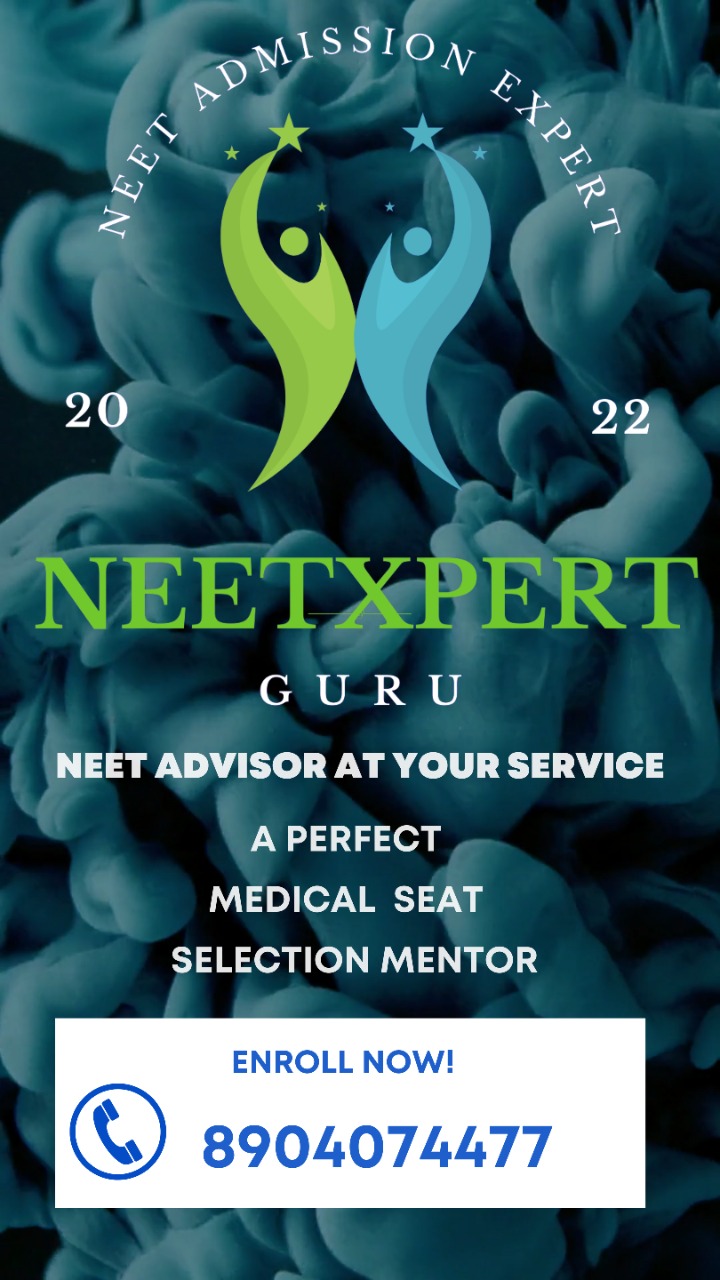 NEET ADMISSION EXPERT
20 22
NEETXPERT
GURU
NEET ADVISOR AT YOUR SERVICE
A PERFECT
MEDICAL SEAT
SELECTION MENTOR
ENROLL NOW!
8904074477